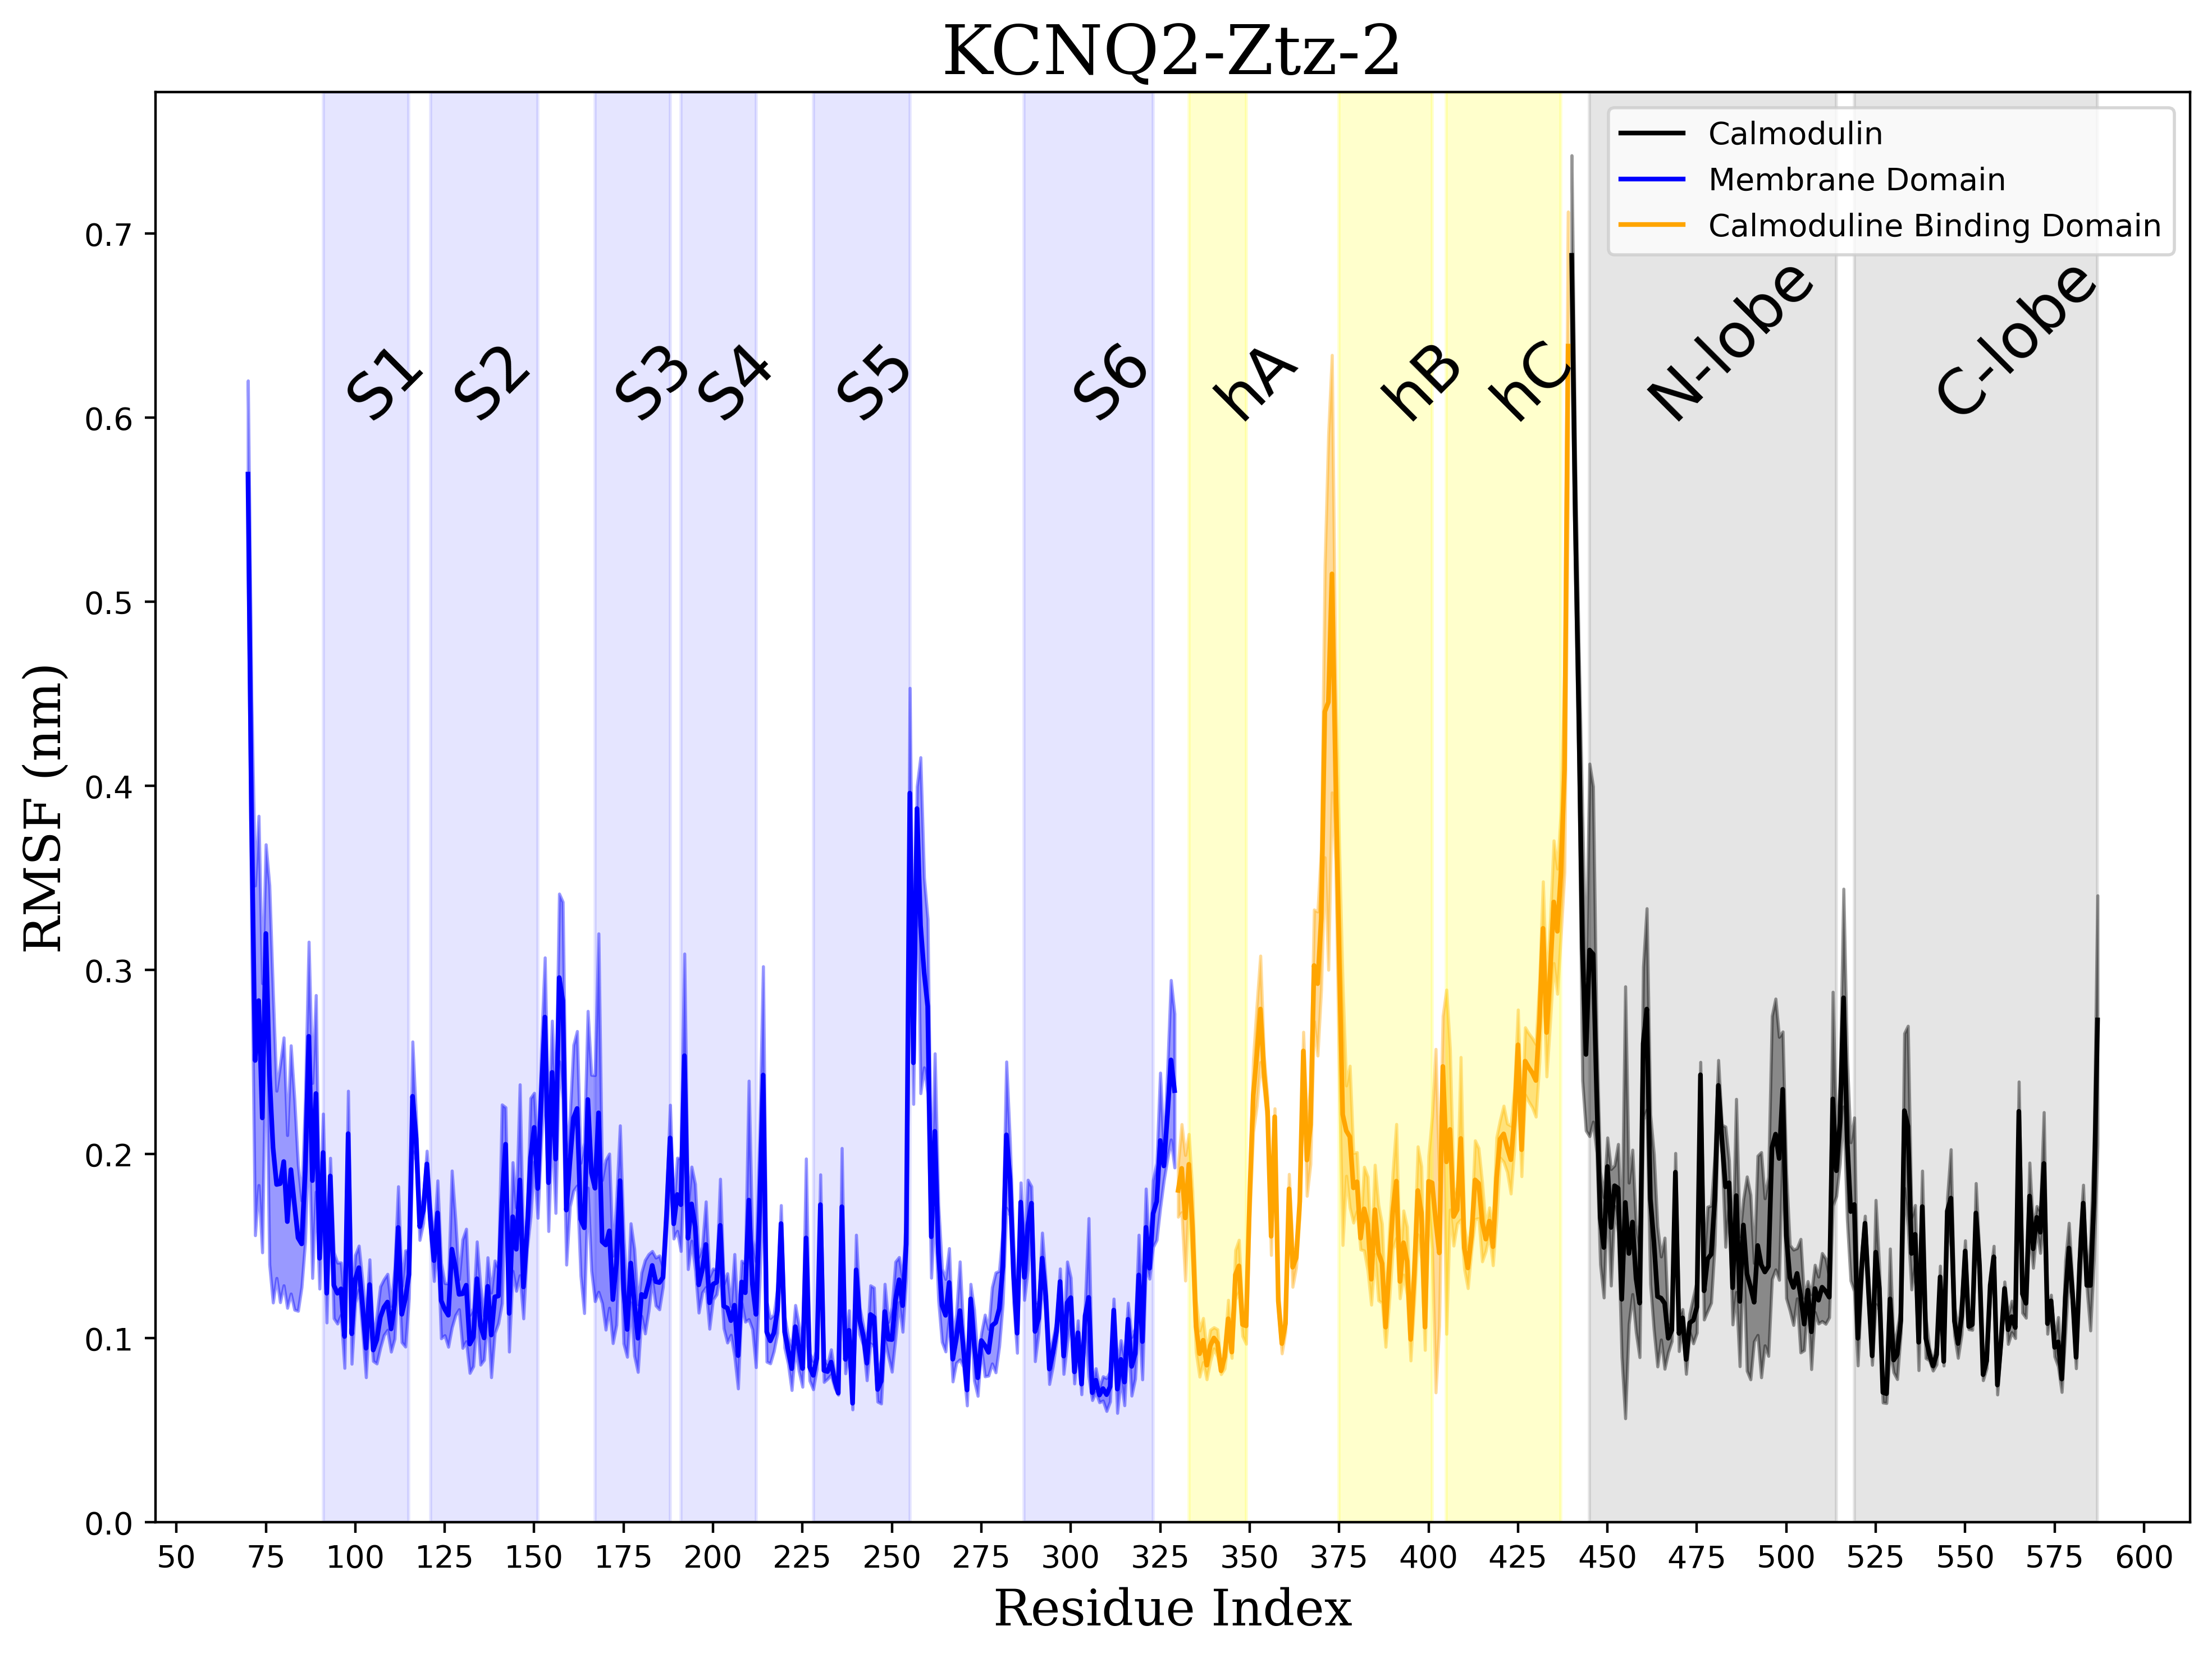 KCNQ2-Ztz-2
Calmodulin
Membrane Domain
Calmoduline Binding Domain
S1
S2
S3
S4
S5
S6
hA
hB
hC
N-lobe
C-lobe
RMSF (nm)
0.7
0.6
0.5
0.4
0.3
0.2
0.1
0.0
50 75 100 125 150 175 200 225 250 275 300 325 350 375 400 425 450 475 500 525 550 575 600
Residue Index